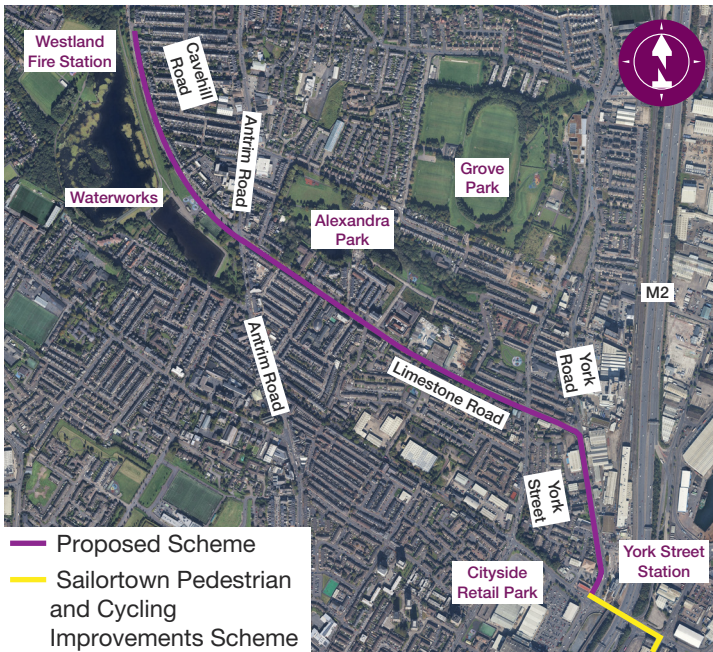 Westland
Fire Station
Cavehill
Road
N
Antrim Road
Waterworks
Grove
Park
Alexandra
Park
M2
Antrim Road
Limestone Road
York
Road
York
Street
Cityside
Retail Park
York Street
Station
Proposed Scheme
Sailortown Pedestrian
and Cycling
Improvements Scheme